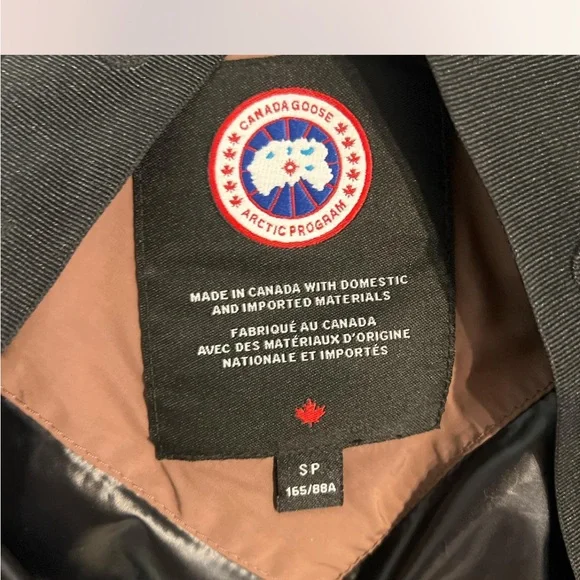 CANADA GOOSE
ARCTIC PROGRAM
MADE IN CANADA WITH DOMESTIC
AND IMPORTED MATERIALS
FABRIQUÉ AU CANADA
AVEC DES MATÉRIAUX D'ORIGINE
NATIONALE ET IMPORTÉS
S P
165/88A